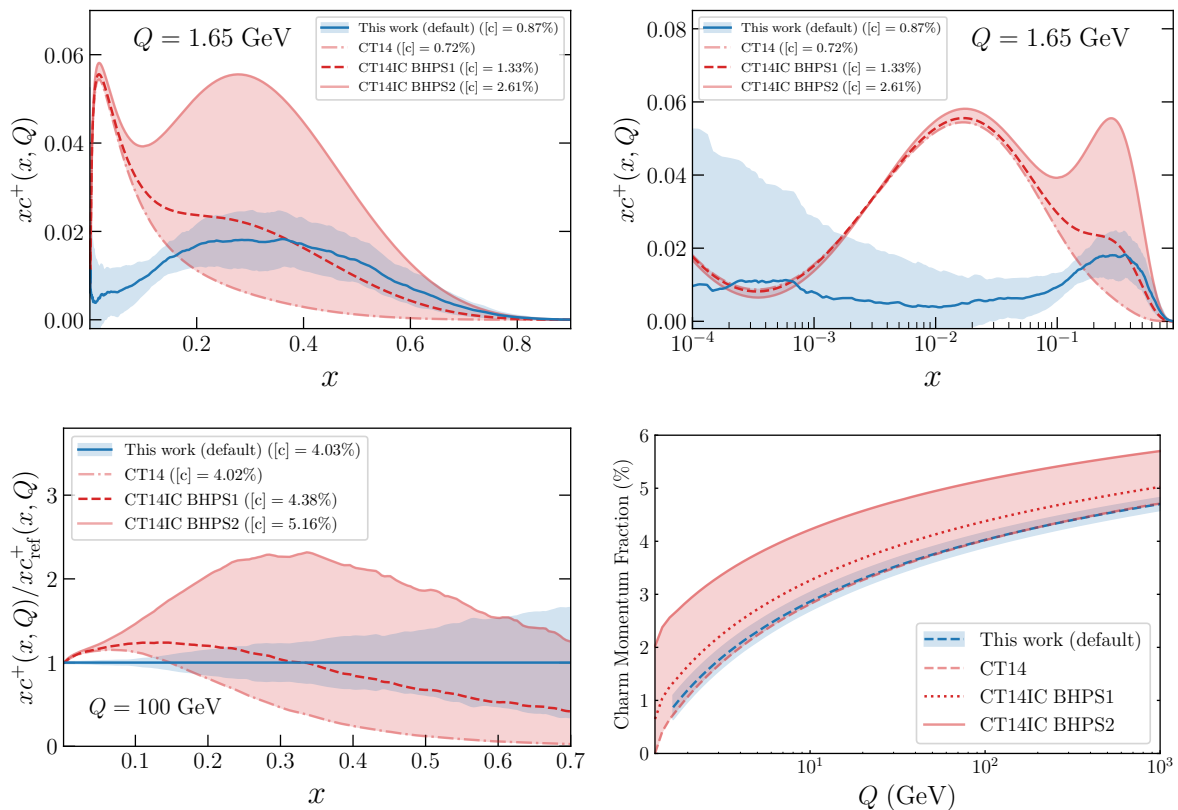 Q = 1.65 GeV
This work (default) ([c] = 0.87%)
CT14 ([c] = 0.72%)
CT14IC BHPS1 ([c] = 1.33%)
CT14IC BHPS2 ([c] = 2.61%)
xc⁺(x, Q)
0.06
0.04
0.02
0.00
0.2
0.4
0.6
0.8
x
This work (default) ([c] = 0.87%)
CT14 ([c] = 0.72%)
CT14IC BHPS1 ([c] = 1.33%)
CT14IC BHPS2 ([c] = 2.61%)
Q = 1.65 GeV
xc⁺(x, Q)
0.08
0.06
0.04
0.02
0.00
10⁻⁴
10⁻³
10⁻²
10⁻¹
x
This work (default) ([c] = 4.03%)
CT14 ([c] = 4.02%)
CT14IC BHPS1 ([c] = 4.38%)
CT14IC BHPS2 ([c] = 5.16%)
xc⁺(x, Q)/xc⁺ref(x, Q)
3
2
1
0
Q = 100 GeV
0.1
0.2
0.3
0.4
0.5
0.6
0.7
x
Charm Momentum Fraction (%)
6
5
4
3
2
1
0
This work (default)
CT14
CT14IC BHPS1
CT14IC BHPS2
10¹
10²
10³
Q (GeV)